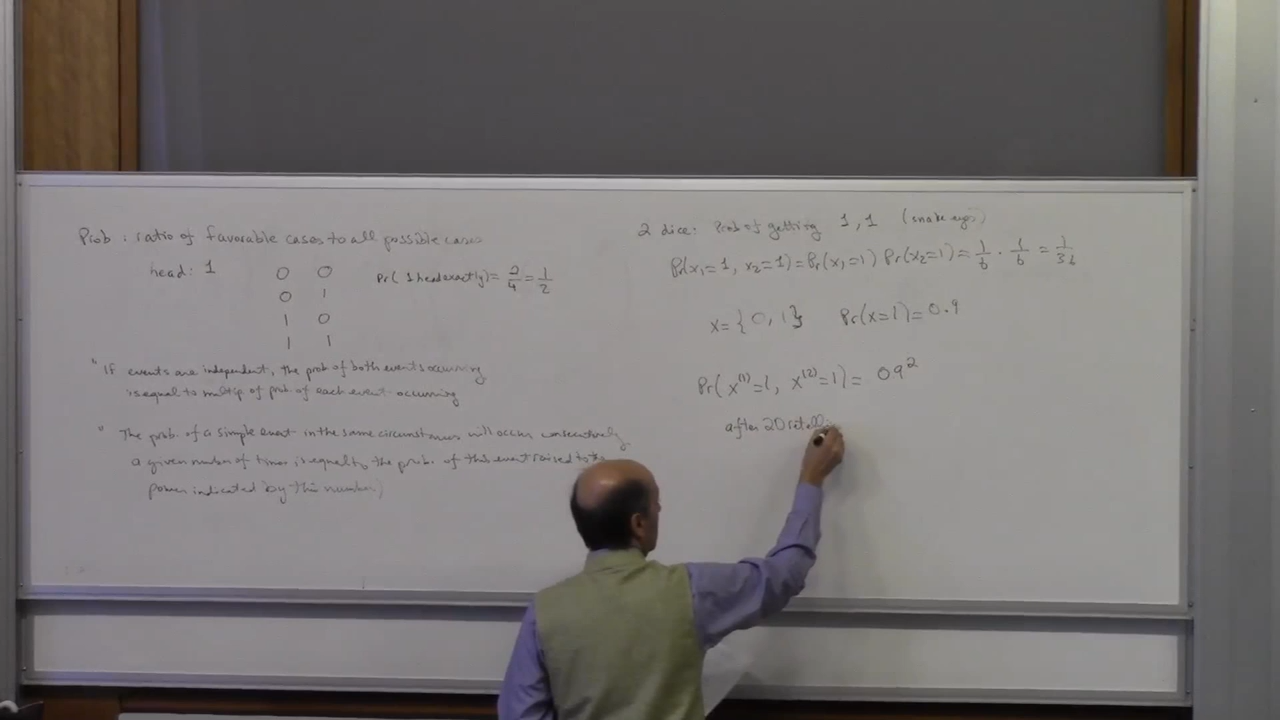 Prob : ratio of favorable cases to all possible cases
head: 1
0 0
0 1
1 0
1 1
Pr( 1 head exactly) = 2/4 = 1/2
" If events are independent, the prob of both events occurring
is equal to multip of prob of each event occurring
" The prob. of a simple event in the same circumstances will occur consecutively
a given number of times is equal to the prob. of this event raised to the
power indicated by this number)
2 dice: Prob of getting 1,1 (snake eyes)
Pr(x₁=1, x₂=1) = Pr(x₁=1) Pr(x₂=1) = 1/6 · 1/6 = 1/36
x = {0, 1} Pr(x=1) = 0.9
Pr( x⁽¹⁾=1, x⁽²⁾=1) = 0.9²
after 20 retelli